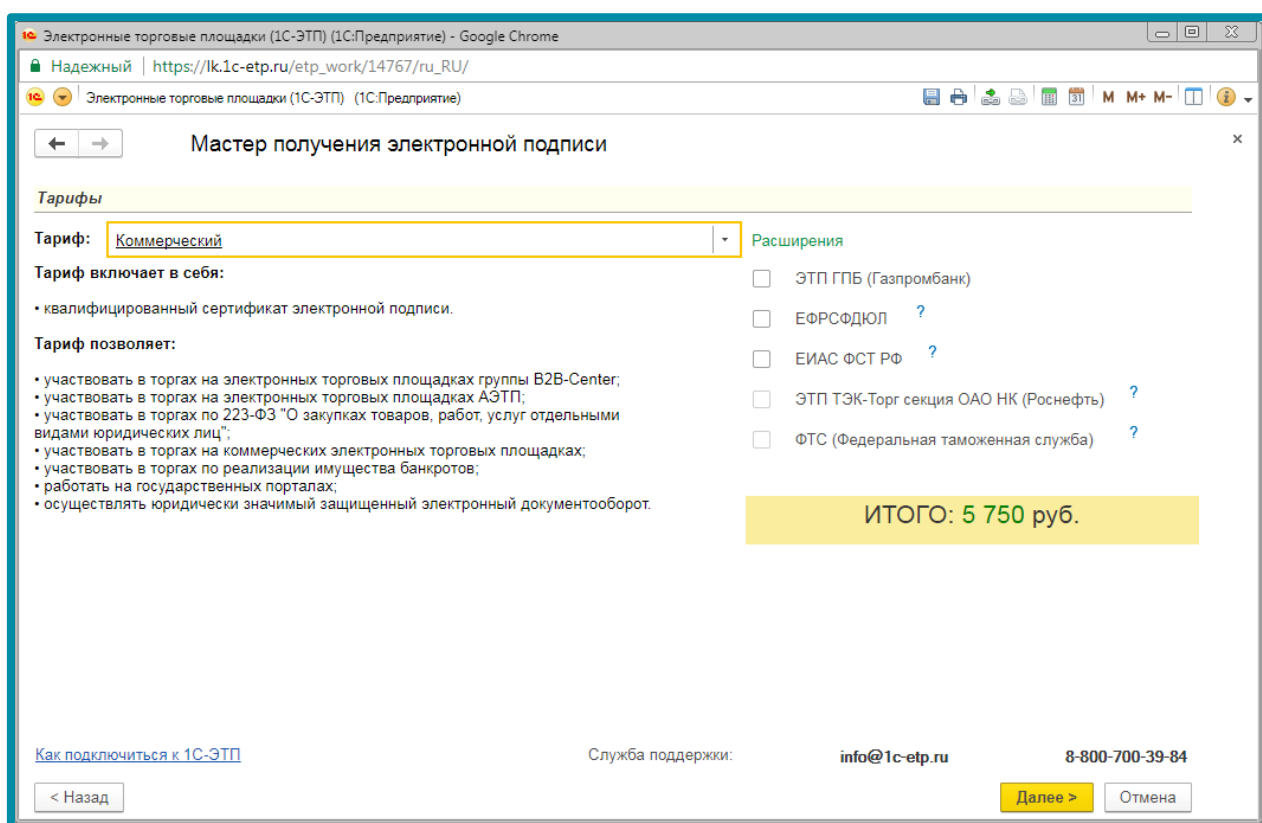 Электронные торговые площадки (1С-ЭТП) (1С:Предприятие) - Google Chrome
Надежный | https://lk.1c-etp.ru/etp_work/14767/ru_RU/
Электронные торговые площадки (1С-ЭТП) (1С:Предприятие) 31 M M+ M-
Мастер получения электронной подписи
Тарифы
Тариф: Коммерческий
Тариф включает в себя:
• квалифицированный сертификат электронной подписи.
Тариф позволяет:
• участвовать в торгах на электронных торговых площадках группы B2B-Center;
• участвовать в торгах на электронных торговых площадках АЭТП;
• участвовать в торгах по 223-ФЗ "О закупках товаров, работ, услуг отдельными
видами юридических лиц";
• участвовать в торгах на коммерческих электронных торговых площадках;
• участвовать в торгах по реализации имущества банкротов;
• работать на государственных порталах;
• осуществлять юридически значимый защищенный электронный документооборот.
Расширения
ЭТП ГПБ (Газпромбанк)
ЕФРСФДЮЛ ?
ЕИАС ФСТ РФ ?
ЭТП ТЭК-Торг секция ОАО НК (Роснефть) ?
ФТС (Федеральная таможенная служба) ?
ИТОГО: 5 750 руб.
Как подключиться к 1С-ЭТП
Служба поддержки: info@1c-etp.ru 8-800-700-39-84
< Назад
Далее >
Отмена